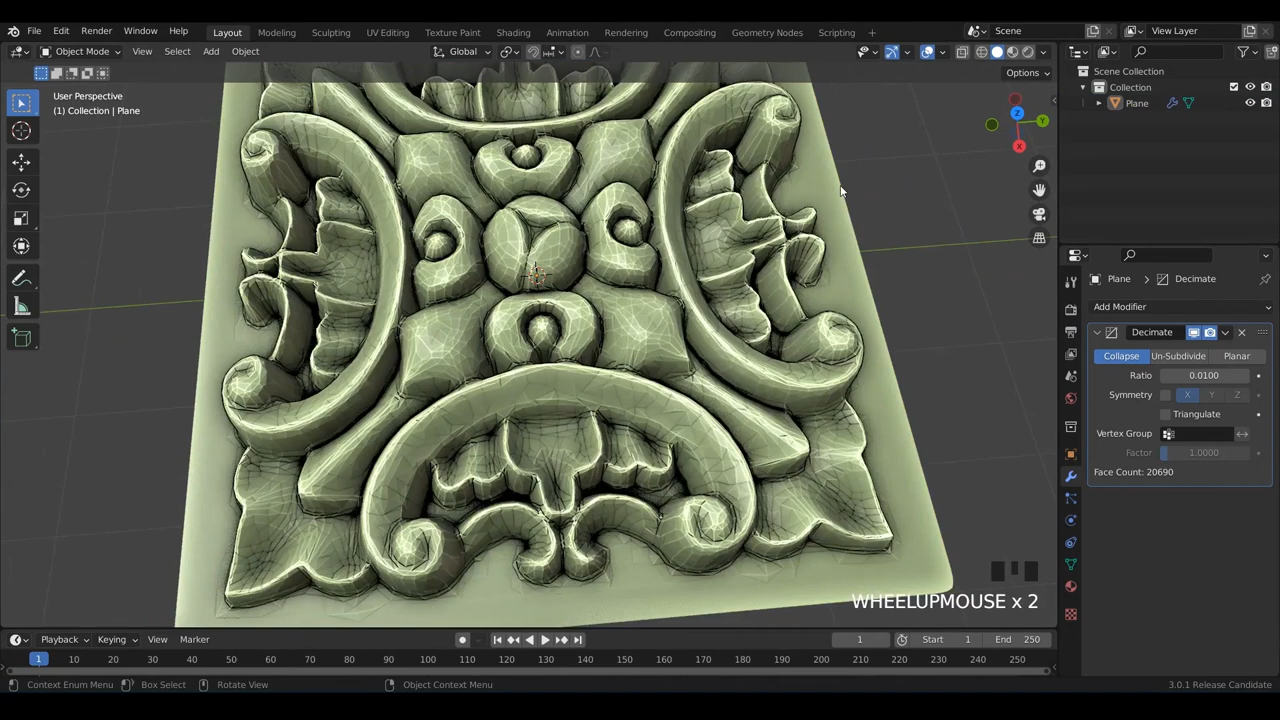 File Edit Render Window Help Layout Modeling Sculpting UV Editing Texture Paint Shading Animation Rendering Compositing Geometry Nodes Scripting + Scene View Layer
Object Mode View Select Add Object Global
Options
User Perspective
(1) Collection | Plane
Z
Y
X
Scene Collection
Collection
Plane
Plane > Decimate
Add Modifier
Decimate
Collapse Un-Subdivide Planar
Ratio 0.0100
Symmetry X Y Z
Triangulate
Vertex Group
Factor 1.0000
Face Count: 20690
WHEELUPMOUSE x 2
Playback Keying View Marker 1 Start 1 End 250
1 10 20 30 40 50 60 70 80 90 100 110 120 130 140 150 160 170 180 190 200 210 220 230 240 250
Context Enum Menu Box Select Rotate View Object Context Menu 3.0.1 Release Candidate